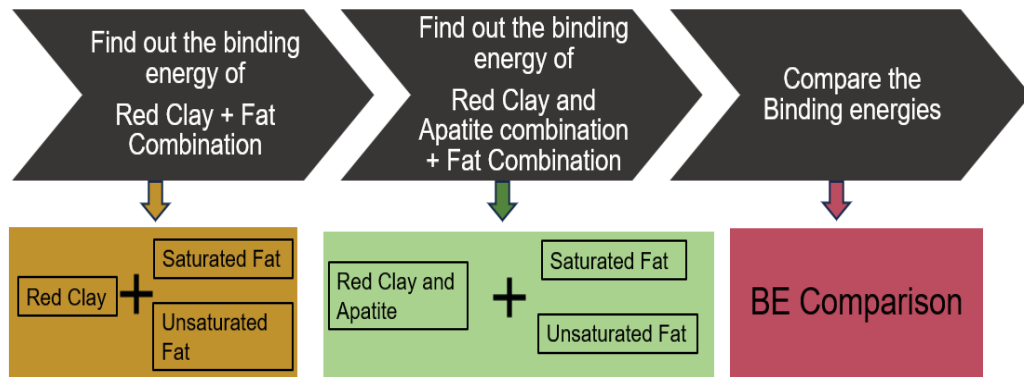 Find out the binding
energy of
Red Clay + Fat
Combination
Find out the binding
energy of
Red Clay and
Apatite combination
+ Fat Combination
Compare the
Binding energies
Red Clay
+
Saturated Fat
Unsaturated
Fat
Red Clay and
Apatite
+
Saturated Fat
Unsaturated Fat
BE Comparison